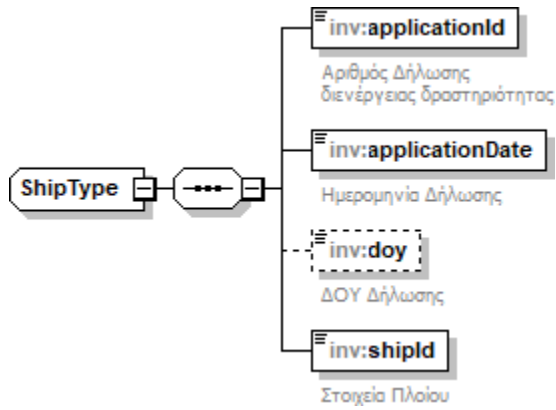 inv:applicationId
Αριθμός Δήλωσης
διενέργειας δραστηριότητας
ShipType
inv:applicationDate
Ημερομηνία Δήλωσης
inv:doy
ΔΟΥ Δήλωσης
inv:shipId
Στοιχεία Πλοίου